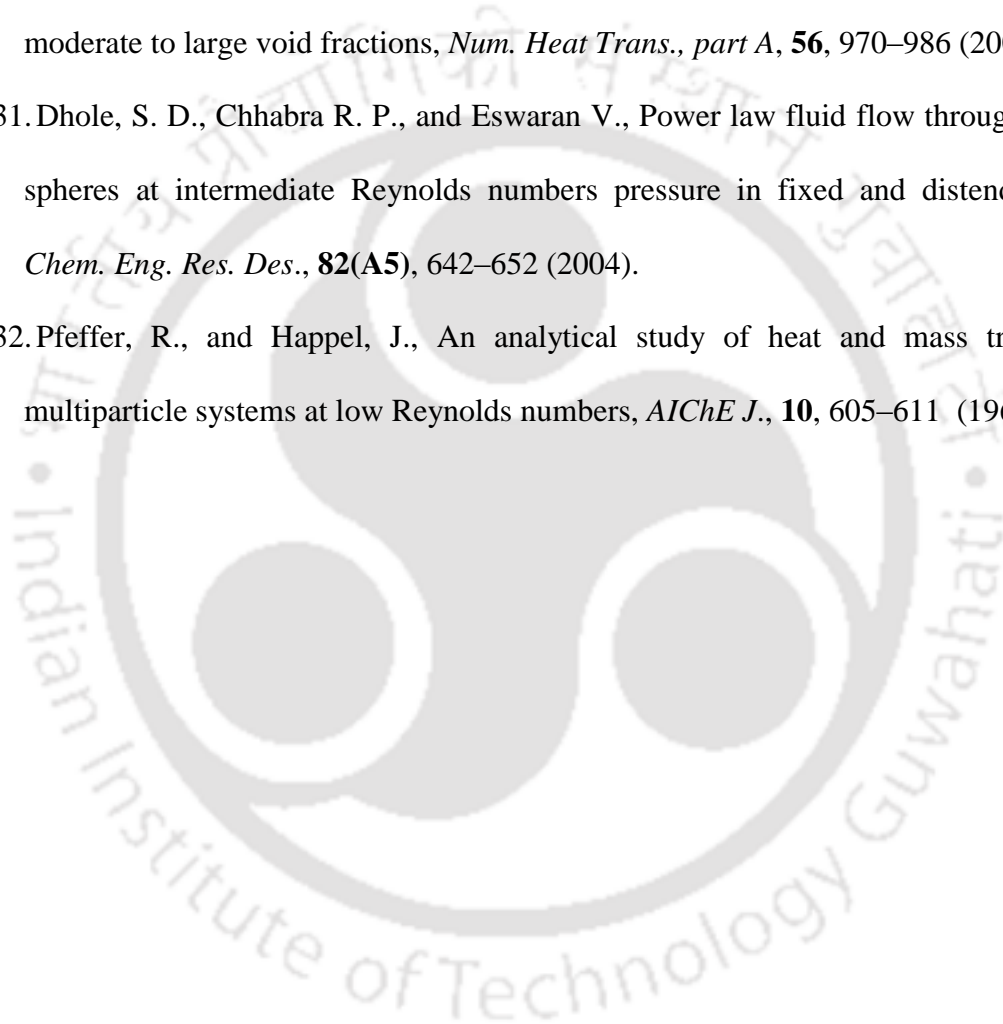 moderate to large void fractions, Num. Heat Trans., part A, 56, 970–986 (200
31. Dhole, S. D., Chhabra R. P., and Eswaran V., Power law fluid flow throug
spheres at intermediate Reynolds numbers pressure in fixed and disten
Chem. Eng. Res. Des., 82(A5), 642–652 (2004).
32. Pfeffer, R., and Happel, J., An analytical study of heat and mass tr
multiparticle systems at low Reynolds numbers, AIChE J., 10, 605–611 (196
भारतीय प्रौद्योगिकी संस्थान गुवाहाटी
Indian Institute of Technology Guwahati